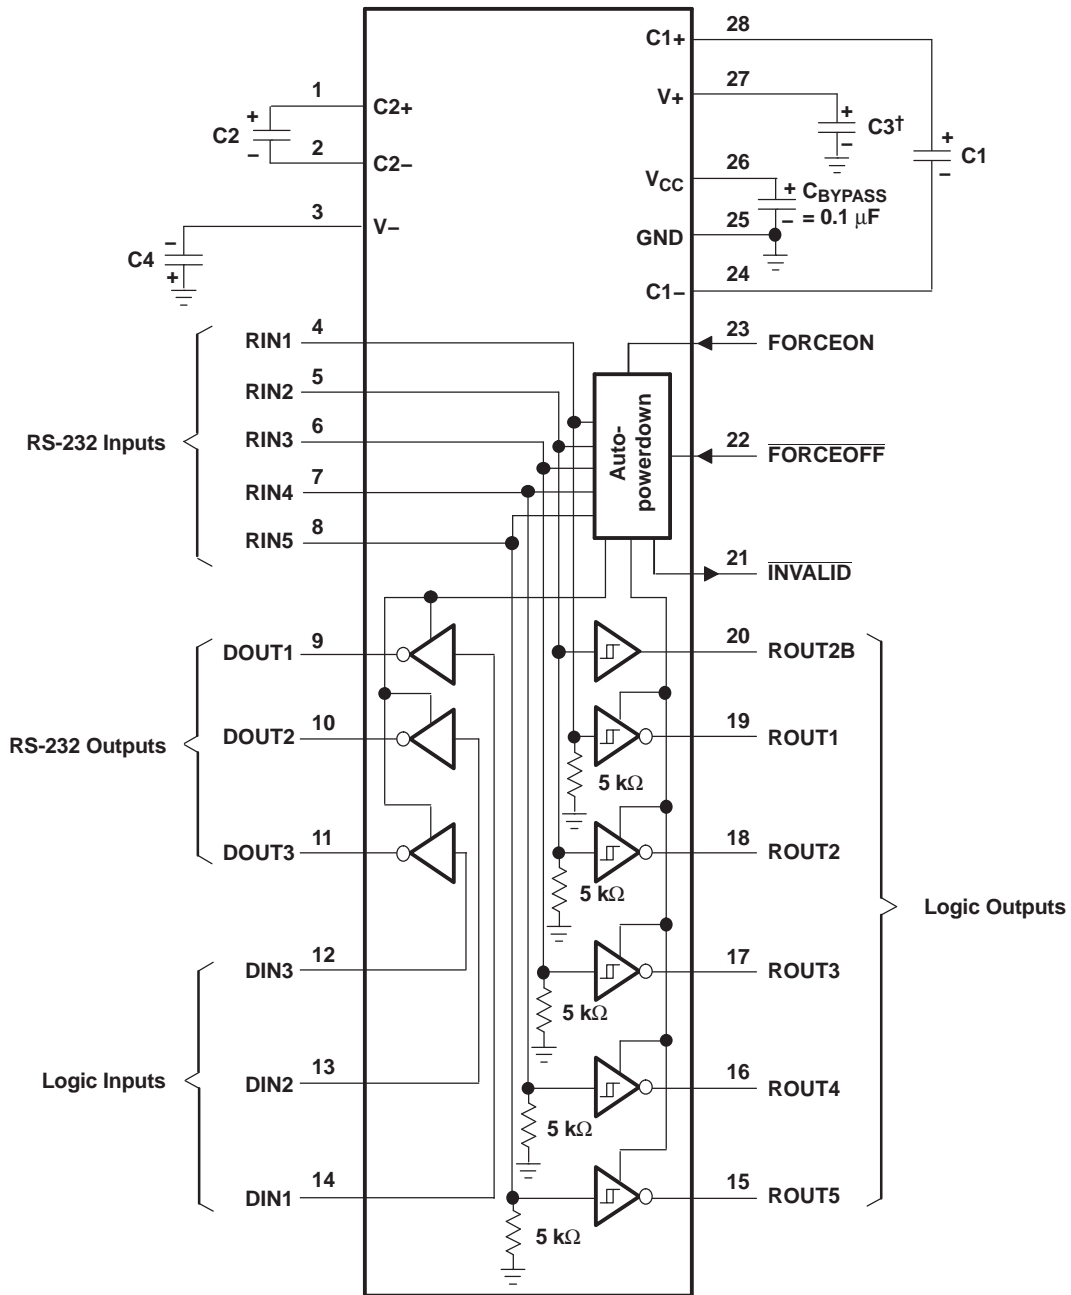 28
C1+
27
V+
1
C2+
+
C2
–
2
C2–
+
C3†
–
+
C1
–
26
VCC
+ CBYPASS
– = 0.1 μF
3
V–
25
GND
–
C4
+
24
C1–
RS-232 Inputs
RIN1 4
RIN2 5
RIN3 6
RIN4 7
RIN5 8
23 FORCEON
Auto-
powerdown
22 FORCEOFF
21 INVALID
RS-232 Outputs
DOUT1 9
DOUT2 10
DOUT3 11
Logic Inputs
DIN3 12
DIN2 13
DIN1 14
20 ROUT2B
19 ROUT1
5 kΩ
18 ROUT2
5 kΩ
17 ROUT3
5 kΩ
16 ROUT4
5 kΩ
15 ROUT5
5 kΩ
Logic Outputs